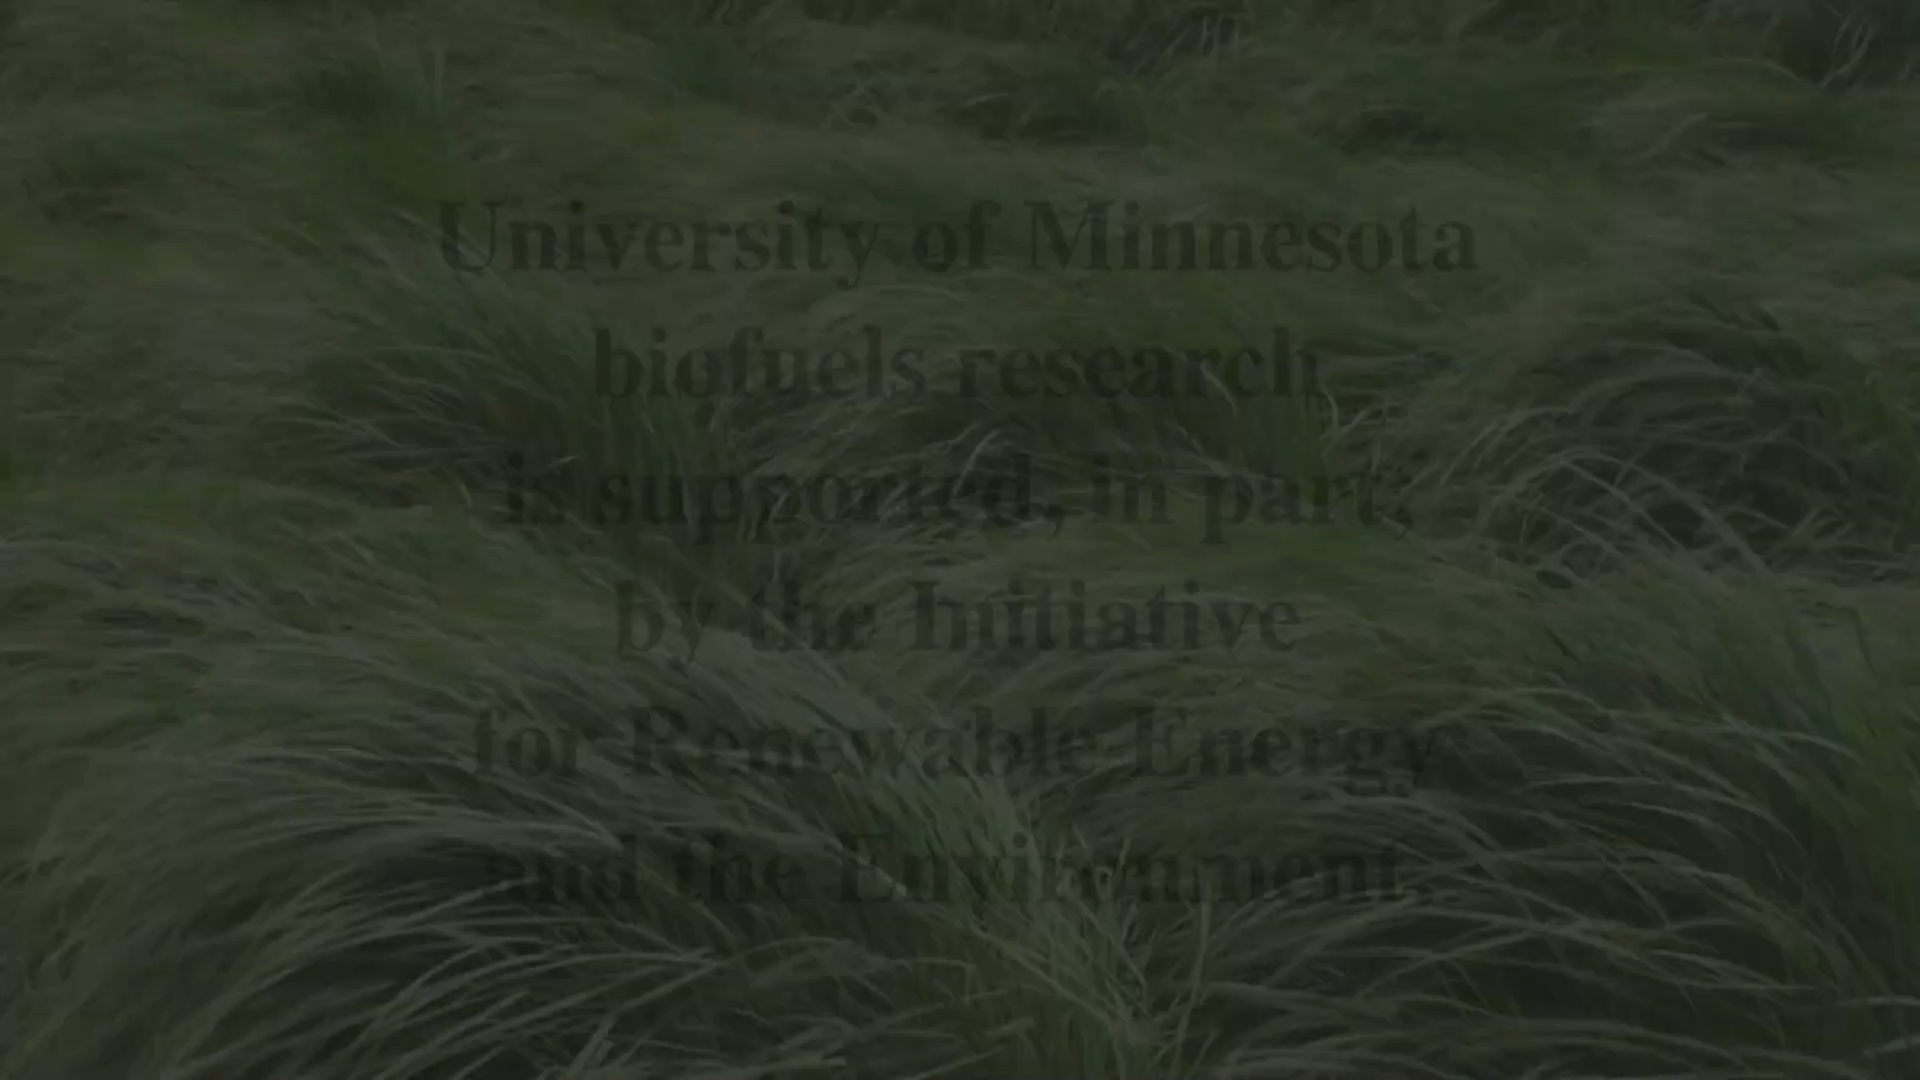 University of Minnesota
biofuels research
is supported, in part,
by the Initiative
for Renewable Energy
and the Environment.